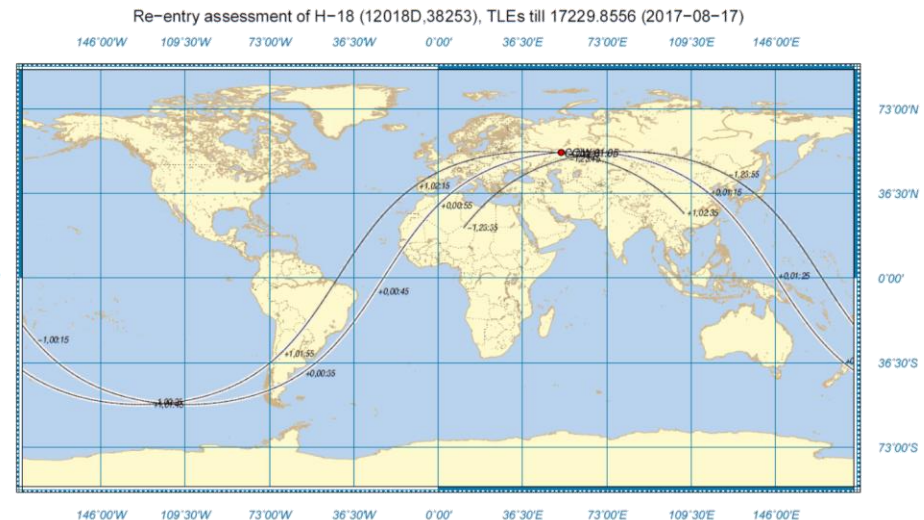 Re−entry assessment of H−18 (12018D,38253), TLEs till 17229.8556 (2017−08−17)
146°00'W 109°30'W 73°00'W 36°30'W 0°00' 36°30'E 73°00'E 109°30'E 146°00'E
73°00'N
−1,23:55
+1,02:15
+0,01:15
36°30'N
+0,00:55
+1,02:35
−1,23:35
+0,01:25
0°00'
+0,00:45
−1,00:15
+1,01:55
36°30'S
+0,00:35
73°00'S
146°00'W 109°30'W 73°00'W 36°30'W 0°00' 36°30'E 73°00'E 109°30'E 146°00'E